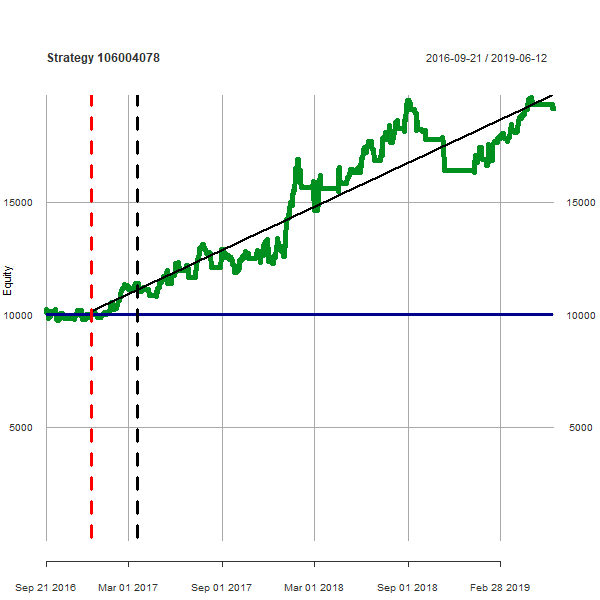 Strategy 106004078
2016-09-21 / 2019-06-12
15000
15000
Equity
10000
10000
5000
5000
Sep 21 2016
Mar 01 2017
Sep 01 2017
Mar 01 2018
Sep 01 2018
Feb 28 2019